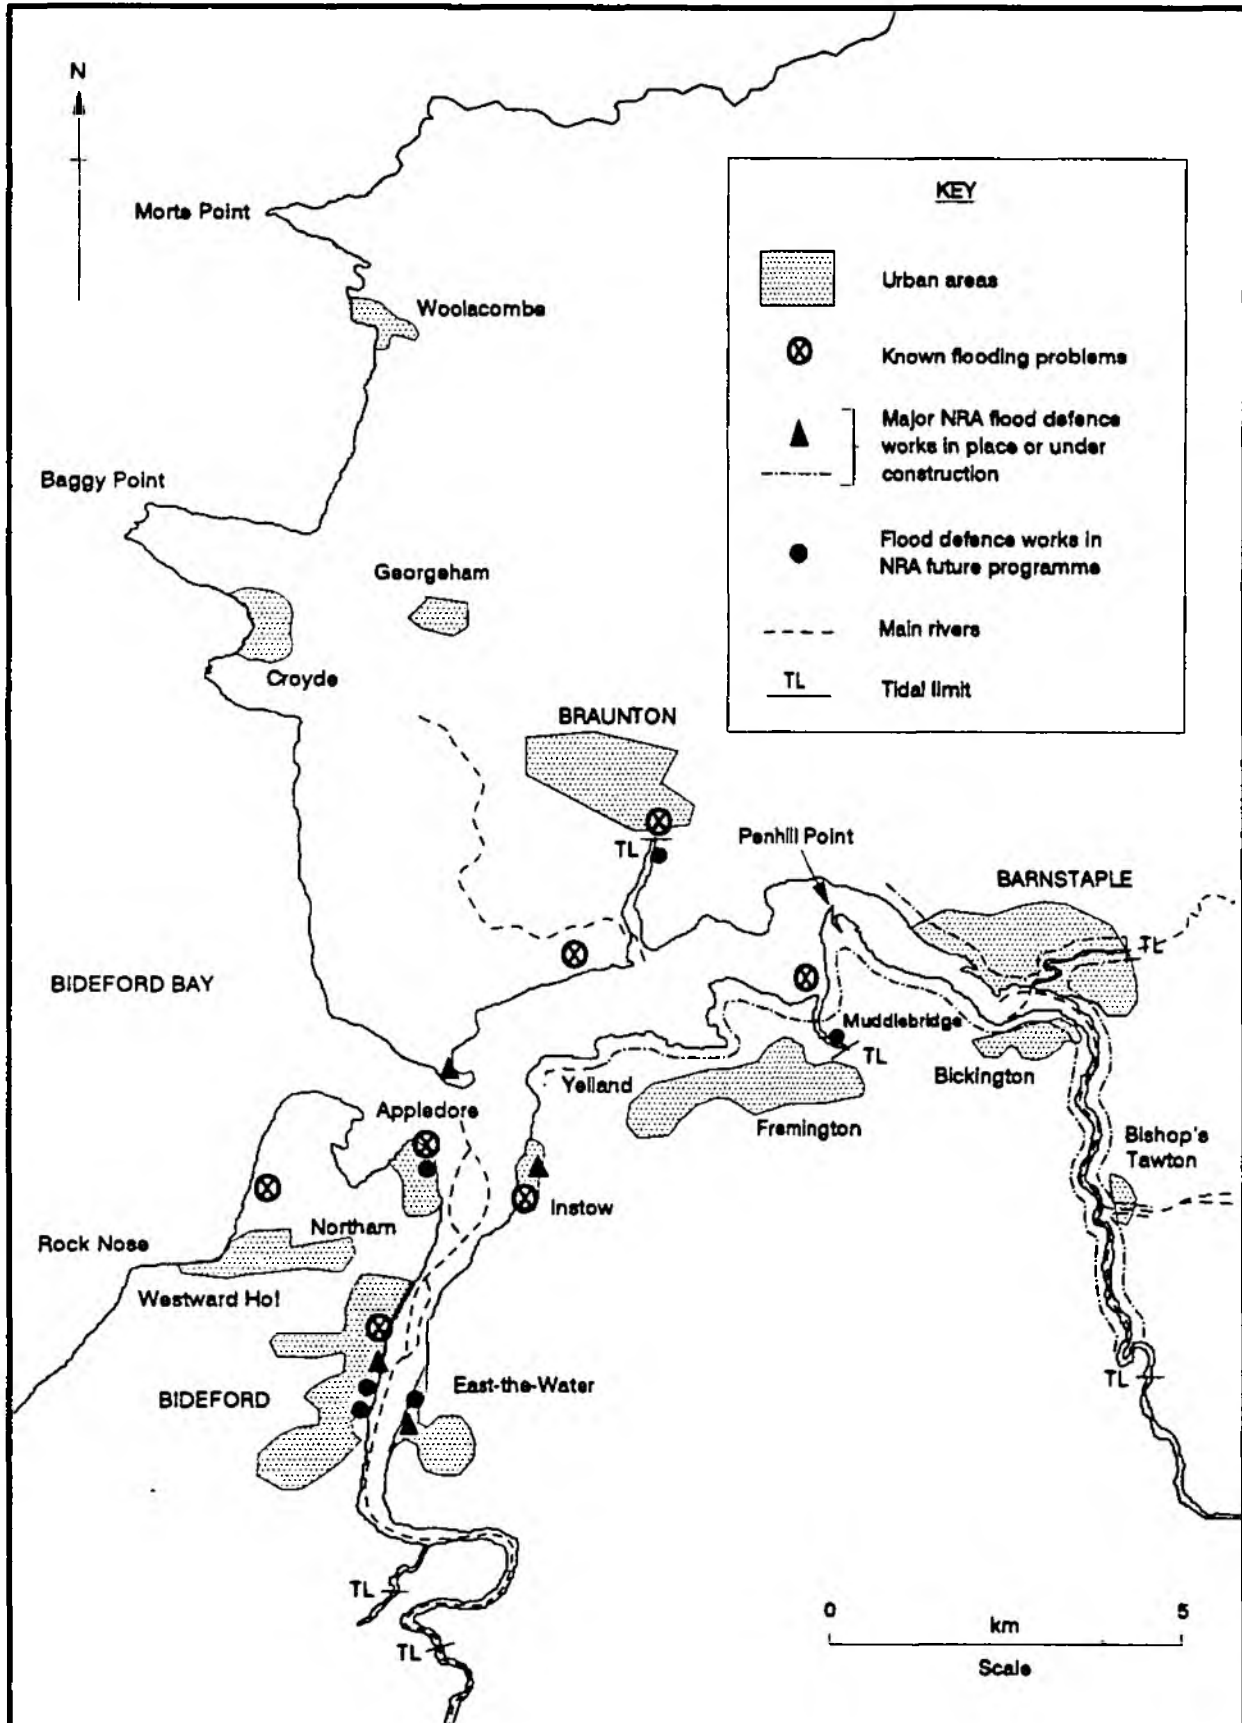 N
Morte Point
Woolacombe
Baggy Point
Georgeham
Croyde
BRAUNTON
TL
Penhill Point
BARNSTAPLE
TL
BIDEFORD BAY
Muddlebridge
TL
Yelland
Bickington
Appledore
Fremington
Bishop's
Tawton
Instow
Northam
Rock Nose
Westward Ho!
East-the-Water
BIDEFORD
TL
TL
TL
KEY
Urban areas
Known flooding problems
Major NRA flood defence
works in place or under
construction
Flood defence works in
NRA future programme
Main rivers
TL
Tidal limit
0
5
km
Scale